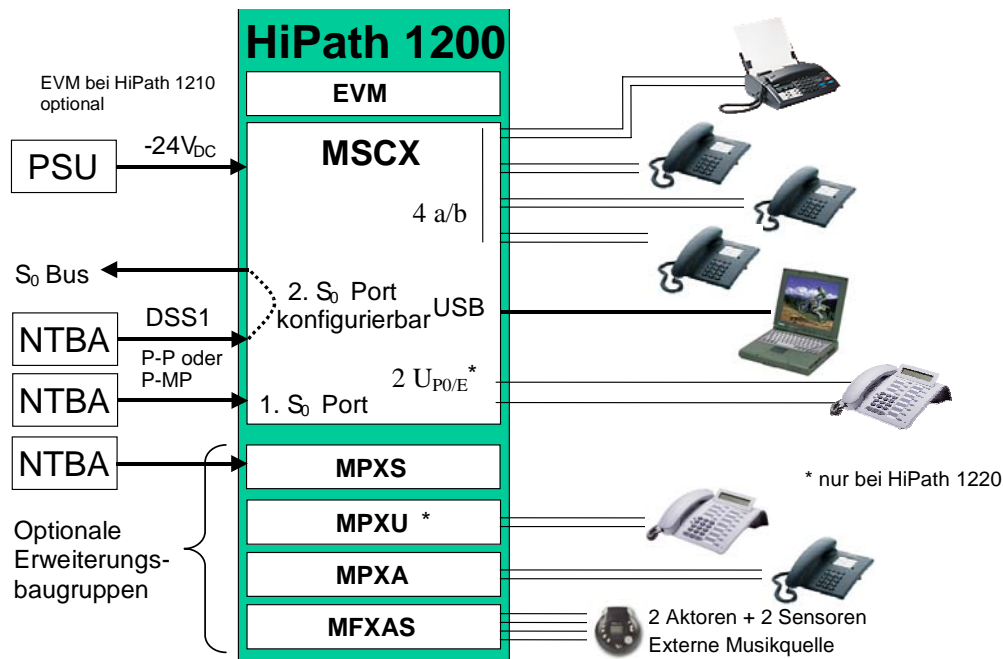 HiPath 1200
EVM bei HiPath 1210
optional
EVM
PSU
-24V_DC
MSCX
4 a/b
S₀ Bus
2. S₀ Port
konfigurierbar
USB
NTBA
DSS1
P-P oder
P-MP
2 U_P0/E*
NTBA
1. S₀ Port
NTBA
MPXS
* nur bei HiPath 1220
MPXU *
Optionale
Erweiterungs-
baugruppen
MPXA
MFXAS
2 Aktoren + 2 Sensoren
Externe Musikquelle